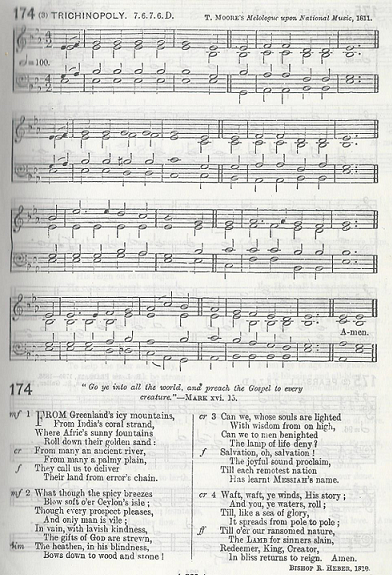 174 (3) TRICHINOPOLY. 7.6.7.6. D. T. MOORE'S Melologue upon National Music, 1811.
=100.
A-men.
174
"Go ye into all the world, and preach the Gospel to every
creature."—MARK xvi. 15.
mf 1 FROM Greenland's icy mountains,
From India's coral strand,
Where Afric's sunny fountains
Roll down their golden sand:
cr From many an ancient river,
From many a palmy plain,
f They call us to deliver
Their land from error's chain.
mf 2 What though the spicy breezes
Blow soft o'er Ceylon's isle;
Though every prospect pleases,
And only man is vile;
In vain, with lavish kindness,
The gifts of GOD are strewn,
dim The heathen, in his blindness,
Bows down to wood and stone!
cr 3 Can we, whose souls are lighted
With wisdom from on high,
Can we to men benighted
The lamp of life deny?
f Salvation, oh, salvation!
The joyful sound proclaim,
Till each remotest nation
Has learnt MESSIAH'S name.
cr 4 Waft, waft, ye winds, His story;
And you, ye waters, roll;
Till, like a sea of glory,
It spreads from pole to pole;
ff Till o'er our ransomed nature,
The LAMB for sinners slain,
Redeemer, King, Creator,
In bliss returns to reign. Amen.
BISHOP R. HEBER, 1819.